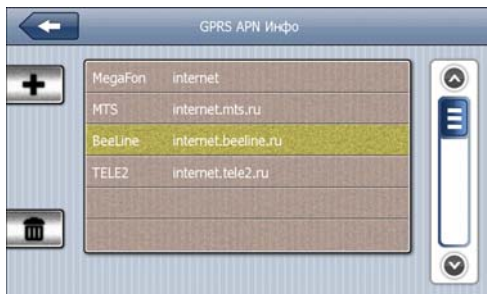 GPRS APN Инфо
MegaFon internet
MTS internet.mts.ru
BeeLine internet.beeline.ru
TELE2 internet.tele2.ru